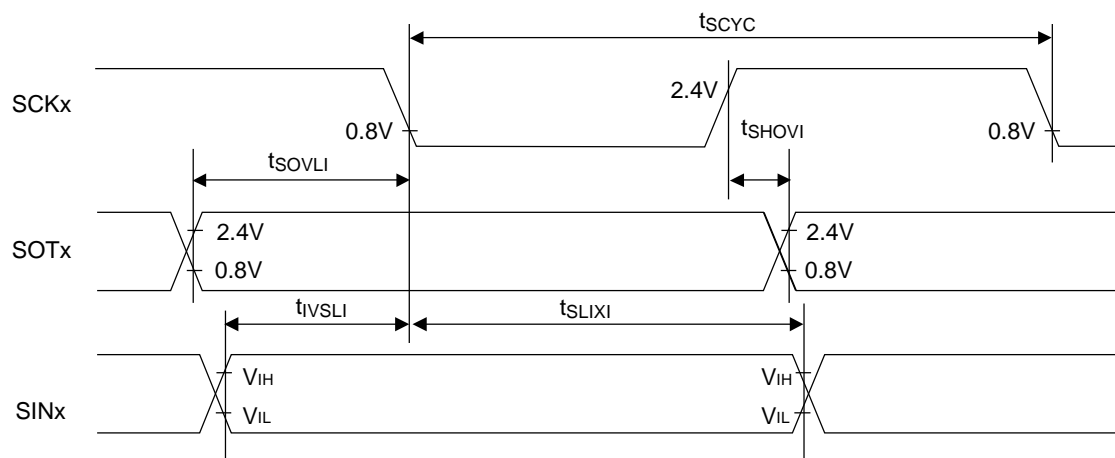 tSCYC
SCKx
2.4V
0.8V
tSHOVI
0.8V
tSOVLI
SOTx
2.4V
2.4V
0.8V
0.8V
tIVSLI
tSLIXI
SINx
VIH
VIH
VIL
VIL